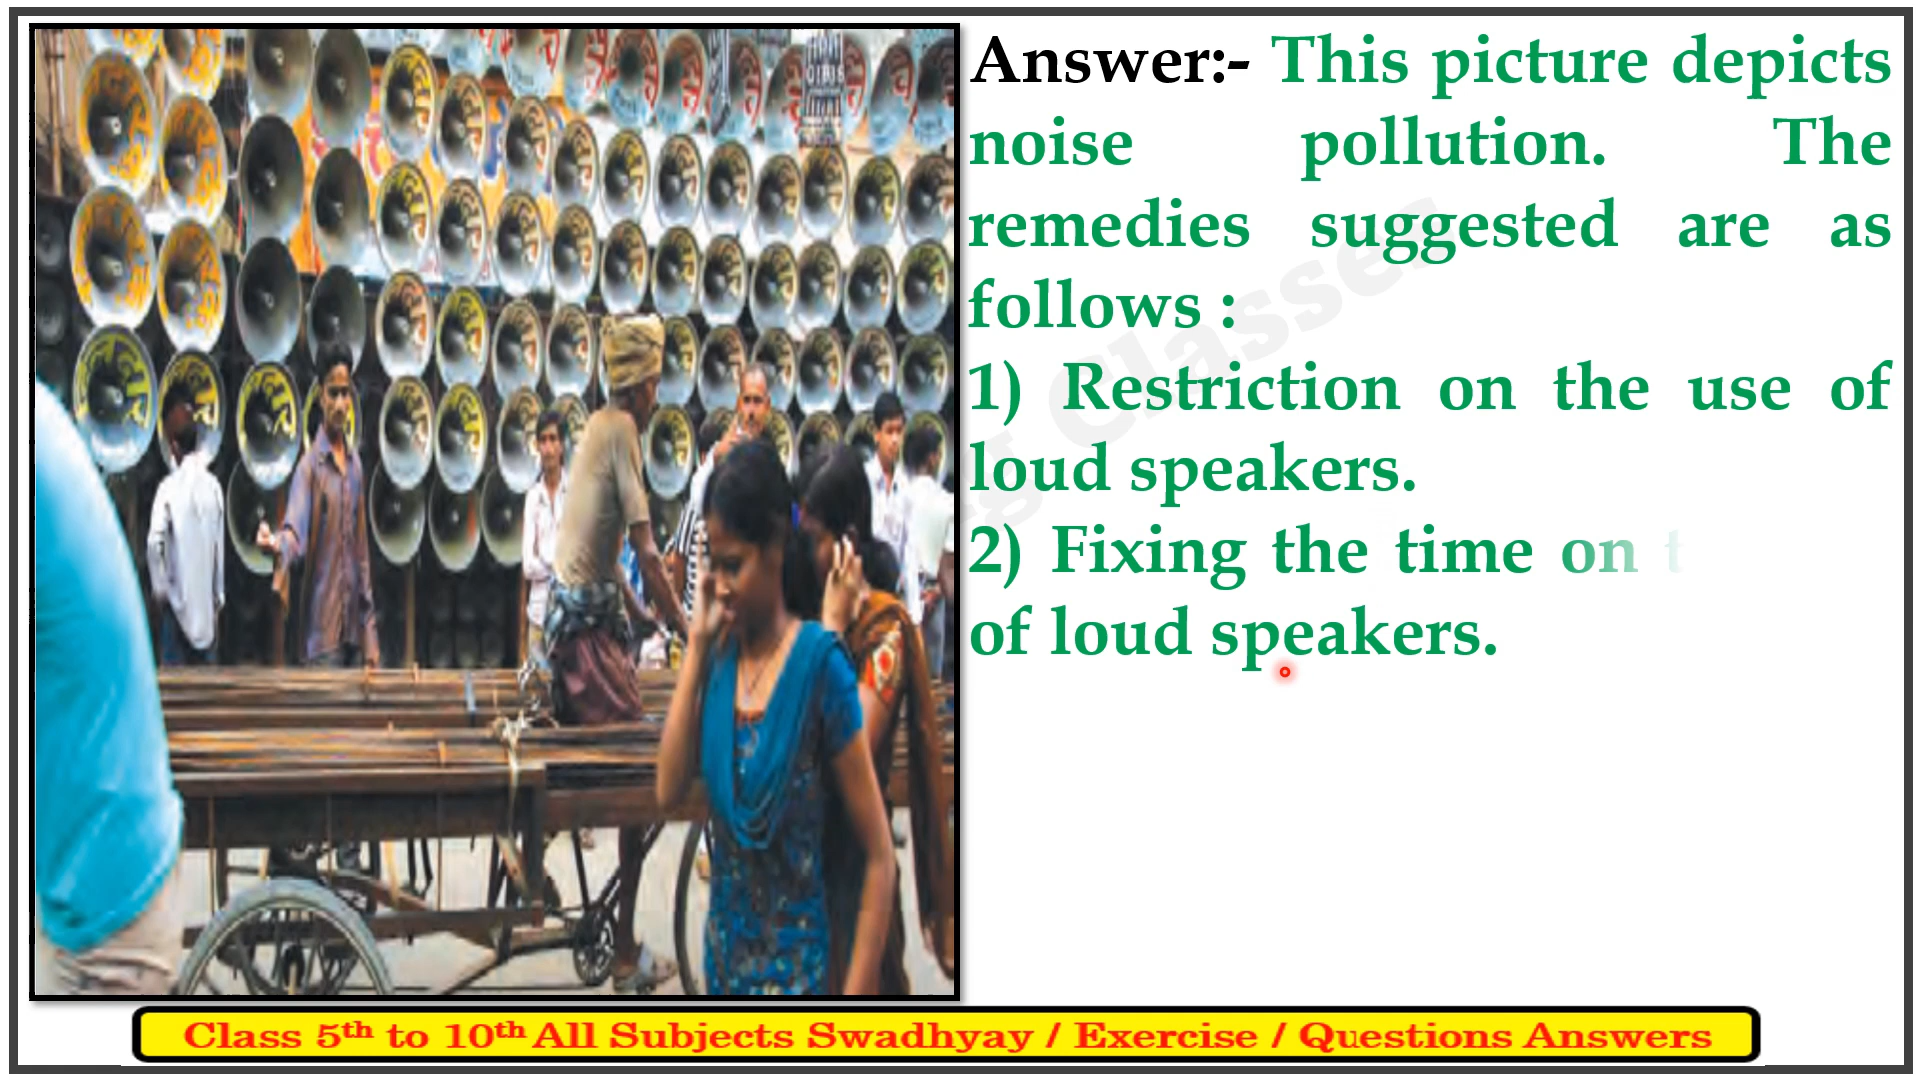 Answer:- This picture depicts
noise pollution. The
remedies suggested are as
follows :
1) Restriction on the use of
loud speakers.
2) Fixing the time on t
of loud speakers.
Classes
Class 5th to 10th All Subjects Swadhyay / Exercise / Questions Answers